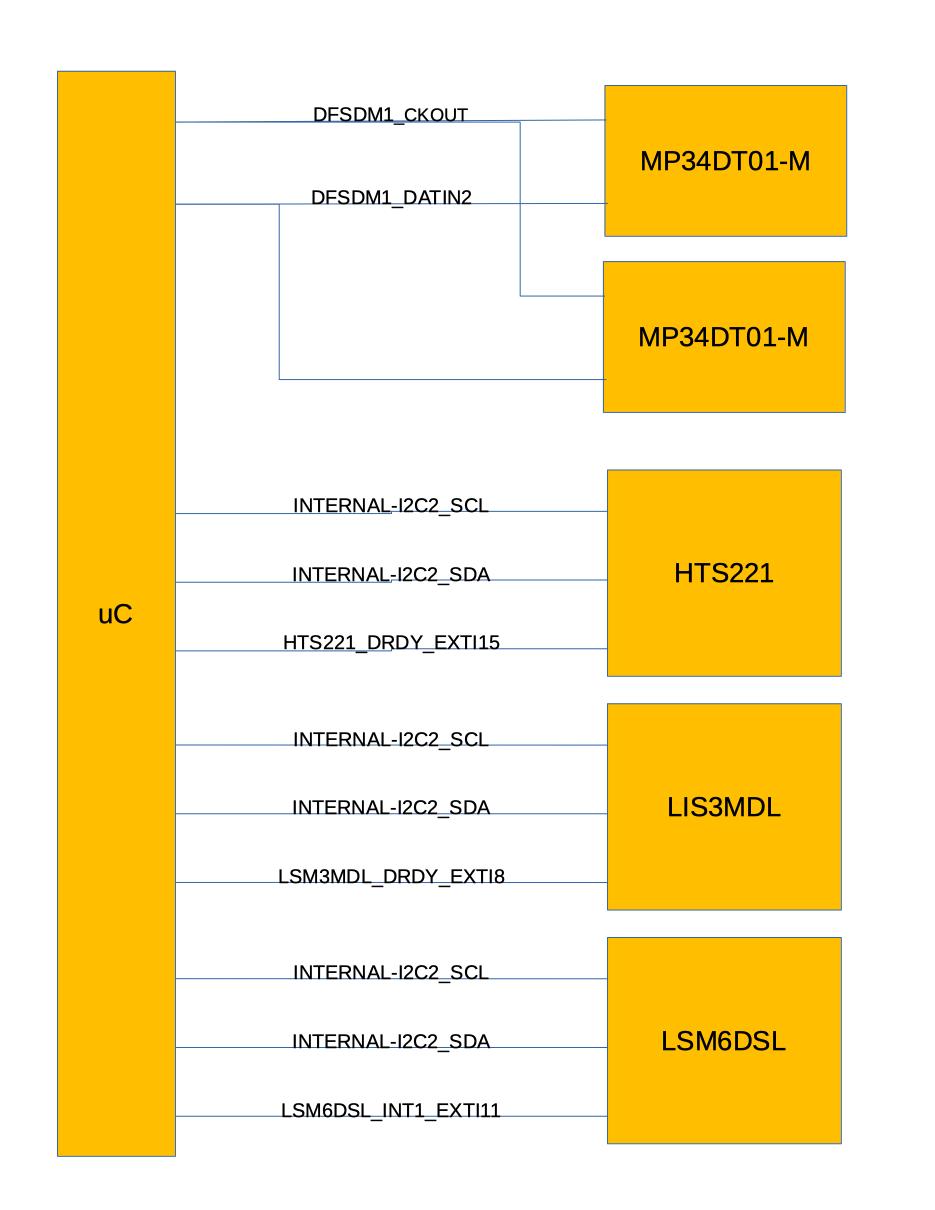 DFSDM1_CKOUT
MP34DT01-M
DFSDM1_DATIN2
MP34DT01-M
INTERNAL-I2C2_SCL
INTERNAL-I2C2_SDA
HTS221
uC
HTS221_DRDY_EXTI15
INTERNAL-I2C2_SCL
INTERNAL-I2C2_SDA
LIS3MDL
LSM3MDL_DRDY_EXTI8
INTERNAL-I2C2_SCL
INTERNAL-I2C2_SDA
LSM6DSL
LSM6DSL_INT1_EXTI11